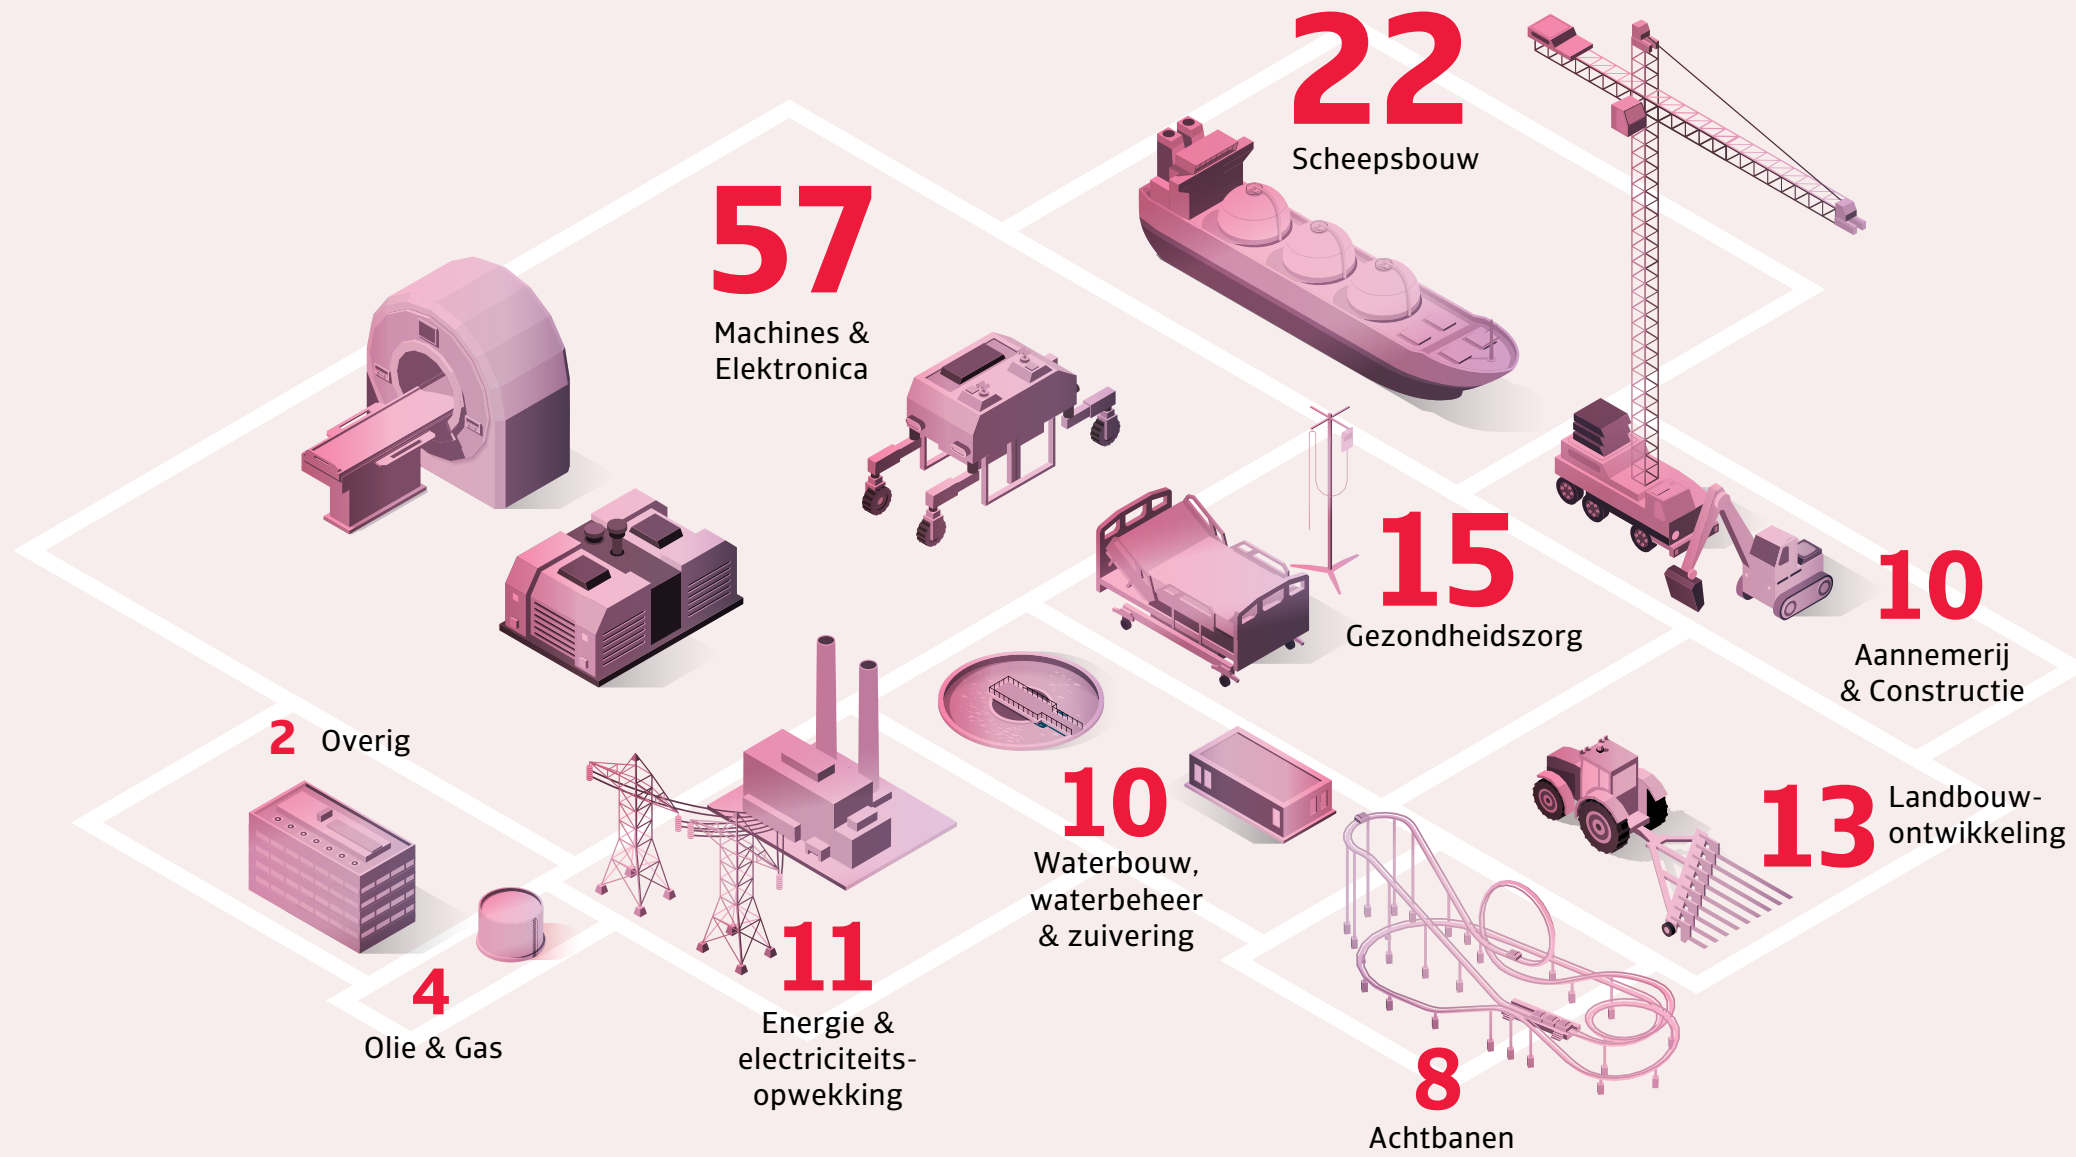 22
Scheepsbouw
57
Machines &
Elektronica
15
Gezondheidszorg
10
Aannemerij
& Constructie
2 Overig
10
Waterbouw,
waterbeheer
& zuivering
13
Landbouw-
ontwikkeling
4
Olie & Gas
11
Energie &
electriciteits-
opwekking
8
Achtbanen